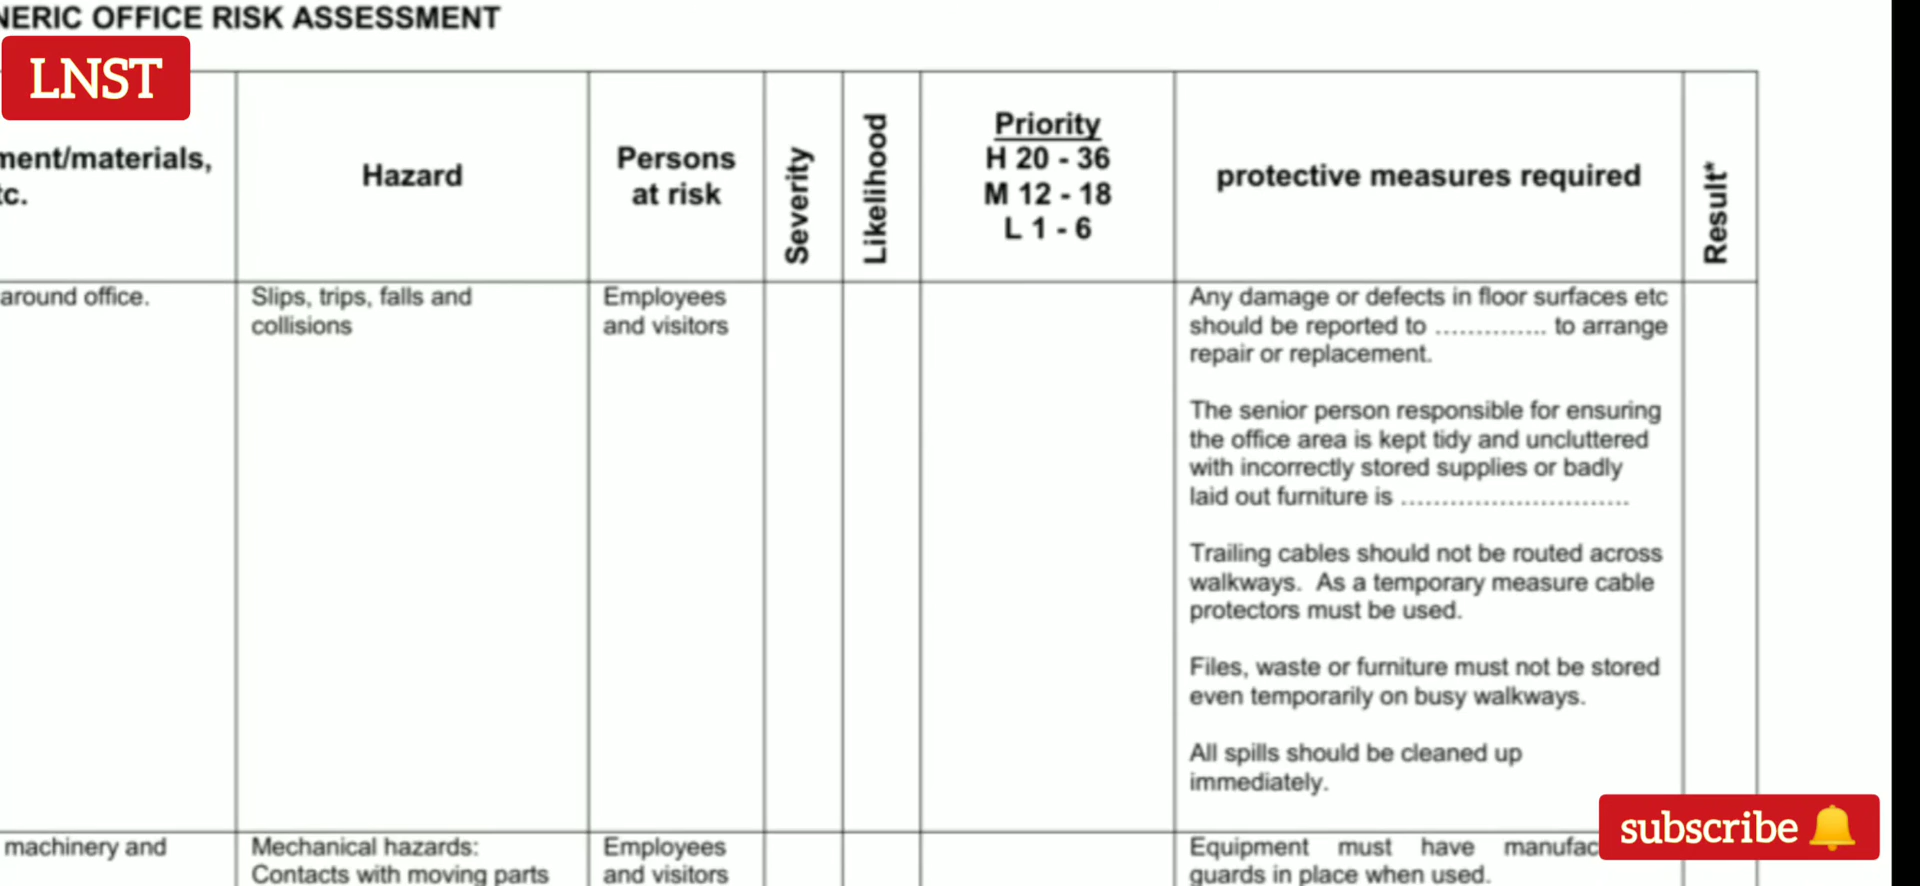 NERIC OFFICE RISK ASSESSMENT
LNST
ment/materials,
tc.
Hazard
Persons
at risk
Severity
Likelihood
Priority
H 20 - 36
M 12 - 18
L 1 - 6
protective measures required
Result*
around office.
Slips, trips, falls and
collisions
Employees
and visitors
Any damage or defects in floor surfaces etc
should be reported to .............. to arrange
repair or replacement.
The senior person responsible for ensuring
the office area is kept tidy and uncluttered
with incorrectly stored supplies or badly
laid out furniture is ............................
Trailing cables should not be routed across
walkways. As a temporary measure cable
protectors must be used.
Files, waste or furniture must not be stored
even temporarily on busy walkways.
All spills should be cleaned up
immediately.
machinery and
Mechanical hazards:
Contacts with moving parts
Employees
and visitors
Equipment must have manufac
guards in place when used.
subscribe